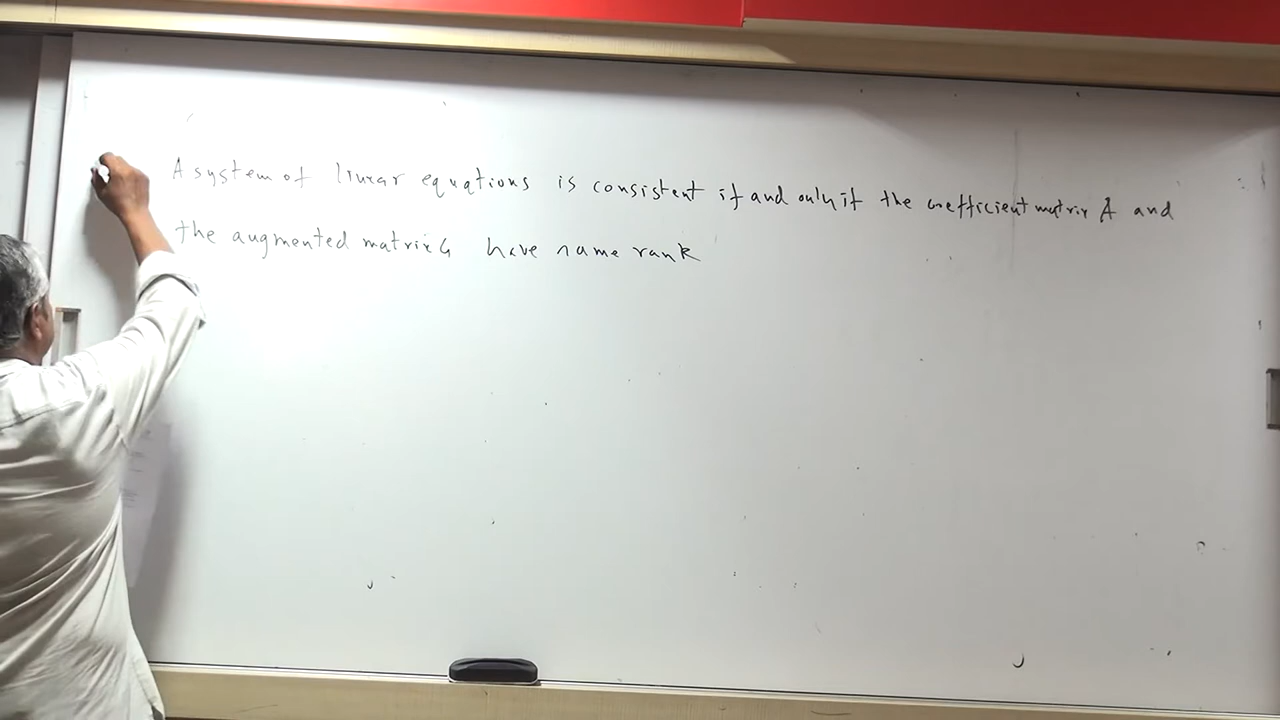 A system of linear equations is consistent if and only if the coefficient matrix A and
the augmented matrix G have name rank